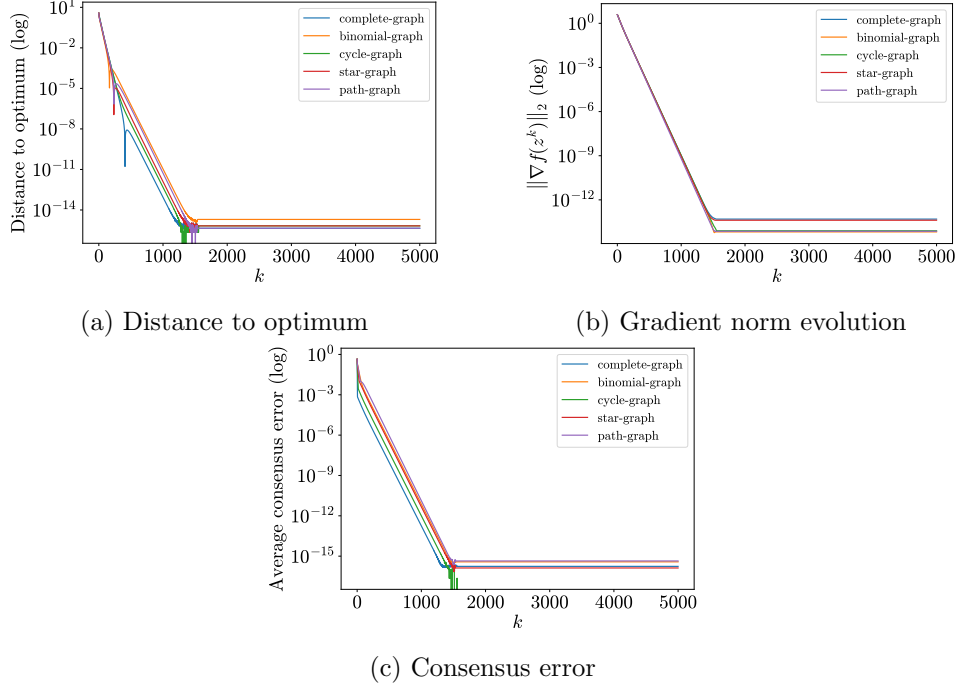 Distance to optimum (log)
10^1
10^{-2}
10^{-5}
10^{-8}
10^{-11}
10^{-14}
0 1000 2000 3000 4000 5000
k
complete-graph
binomial-graph
cycle-graph
star-graph
path-graph
(a) Distance to optimum
||∇f(z^k)||_2 (log)
10^0
10^{-3}
10^{-6}
10^{-9}
10^{-12}
0 1000 2000 3000 4000 5000
k
complete-graph
binomial-graph
cycle-graph
star-graph
path-graph
(b) Gradient norm evolution
Average consensus error (log)
10^0
10^{-3}
10^{-6}
10^{-9}
10^{-12}
10^{-15}
0 1000 2000 3000 4000 5000
k
complete-graph
binomial-graph
cycle-graph
star-graph
path-graph
(c) Consensus error